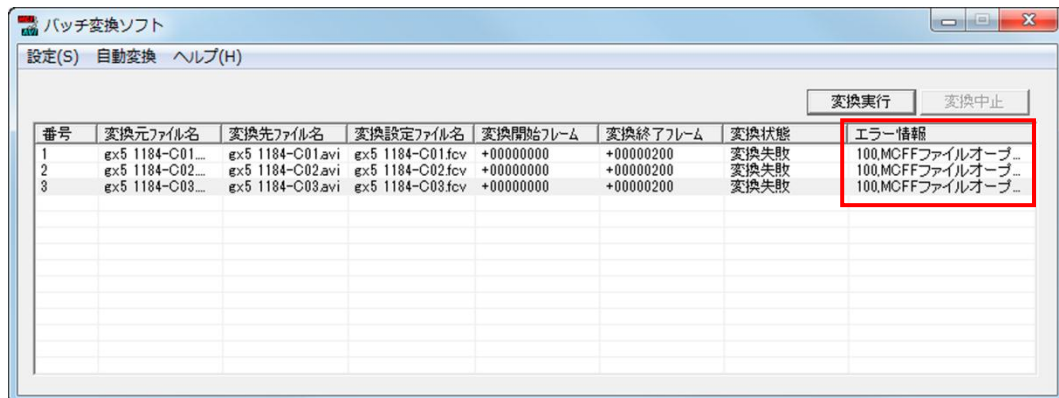 バッチ変換ソフト
設定(S) 自動変換 ヘルプ(H)
変換実行 変換中止
番号 変換元ファイル名 変換先ファイル名 変換設定ファイル名 変換開始フレーム 変換終了フレーム 変換状態 エラー情報
1 gx5 1184-C01.... gx5 1184-C01.avi gx5 1184-C01.fcv +00000000 +00000200 変換失敗 100,MCFFファイルオープ...
2 gx5 1184-C02.... gx5 1184-C02.avi gx5 1184-C02.fcv +00000000 +00000200 変換失敗 100,MCFFファイルオープ...
3 gx5 1184-C03.... gx5 1184-C03.avi gx5 1184-C03.fcv +00000000 +00000200 変換失敗 100,MCFFファイルオープ...